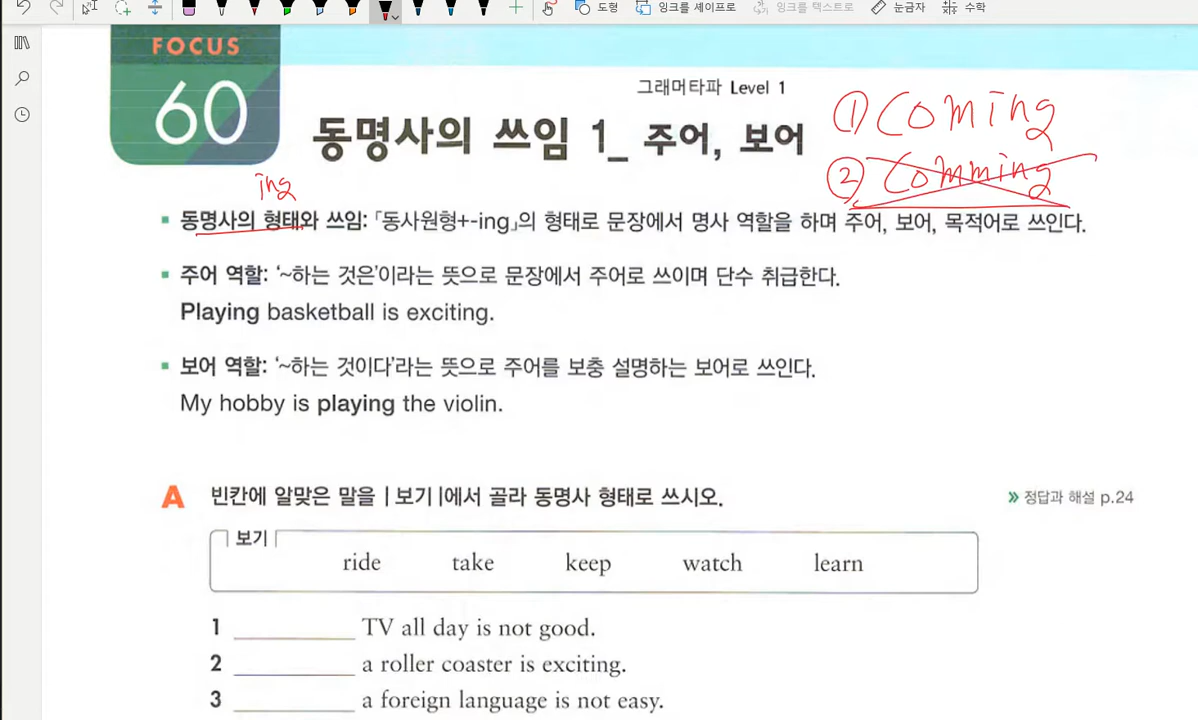 도형 잉크를 셰이프로 잉크를 텍스트로 눈금자 수학
FOCUS
60
그래머타파 Level 1
동명사의 쓰임 1_ 주어, 보어
① Coming
② Comming
ing
동명사의 형태와 쓰임: 「동사원형+-ing」의 형태로 문장에서 명사 역할을 하며 주어, 보어, 목적어로 쓰인다.
주어 역할: ‘~하는 것은’이라는 뜻으로 문장에서 주어로 쓰이며 단수 취급한다.
Playing basketball is exciting.
보어 역할: ‘~하는 것이다’라는 뜻으로 주어를 보충 설명하는 보어로 쓰인다.
My hobby is playing the violin.
A 빈칸에 알맞은 말을 |보기|에서 골라 동명사 형태로 쓰시오.
» 정답과 해설 p.24
보기
ride take keep watch learn
1 ________ TV all day is not good.
2 ________ a roller coaster is exciting.
3 ________ a foreign language is not easy.